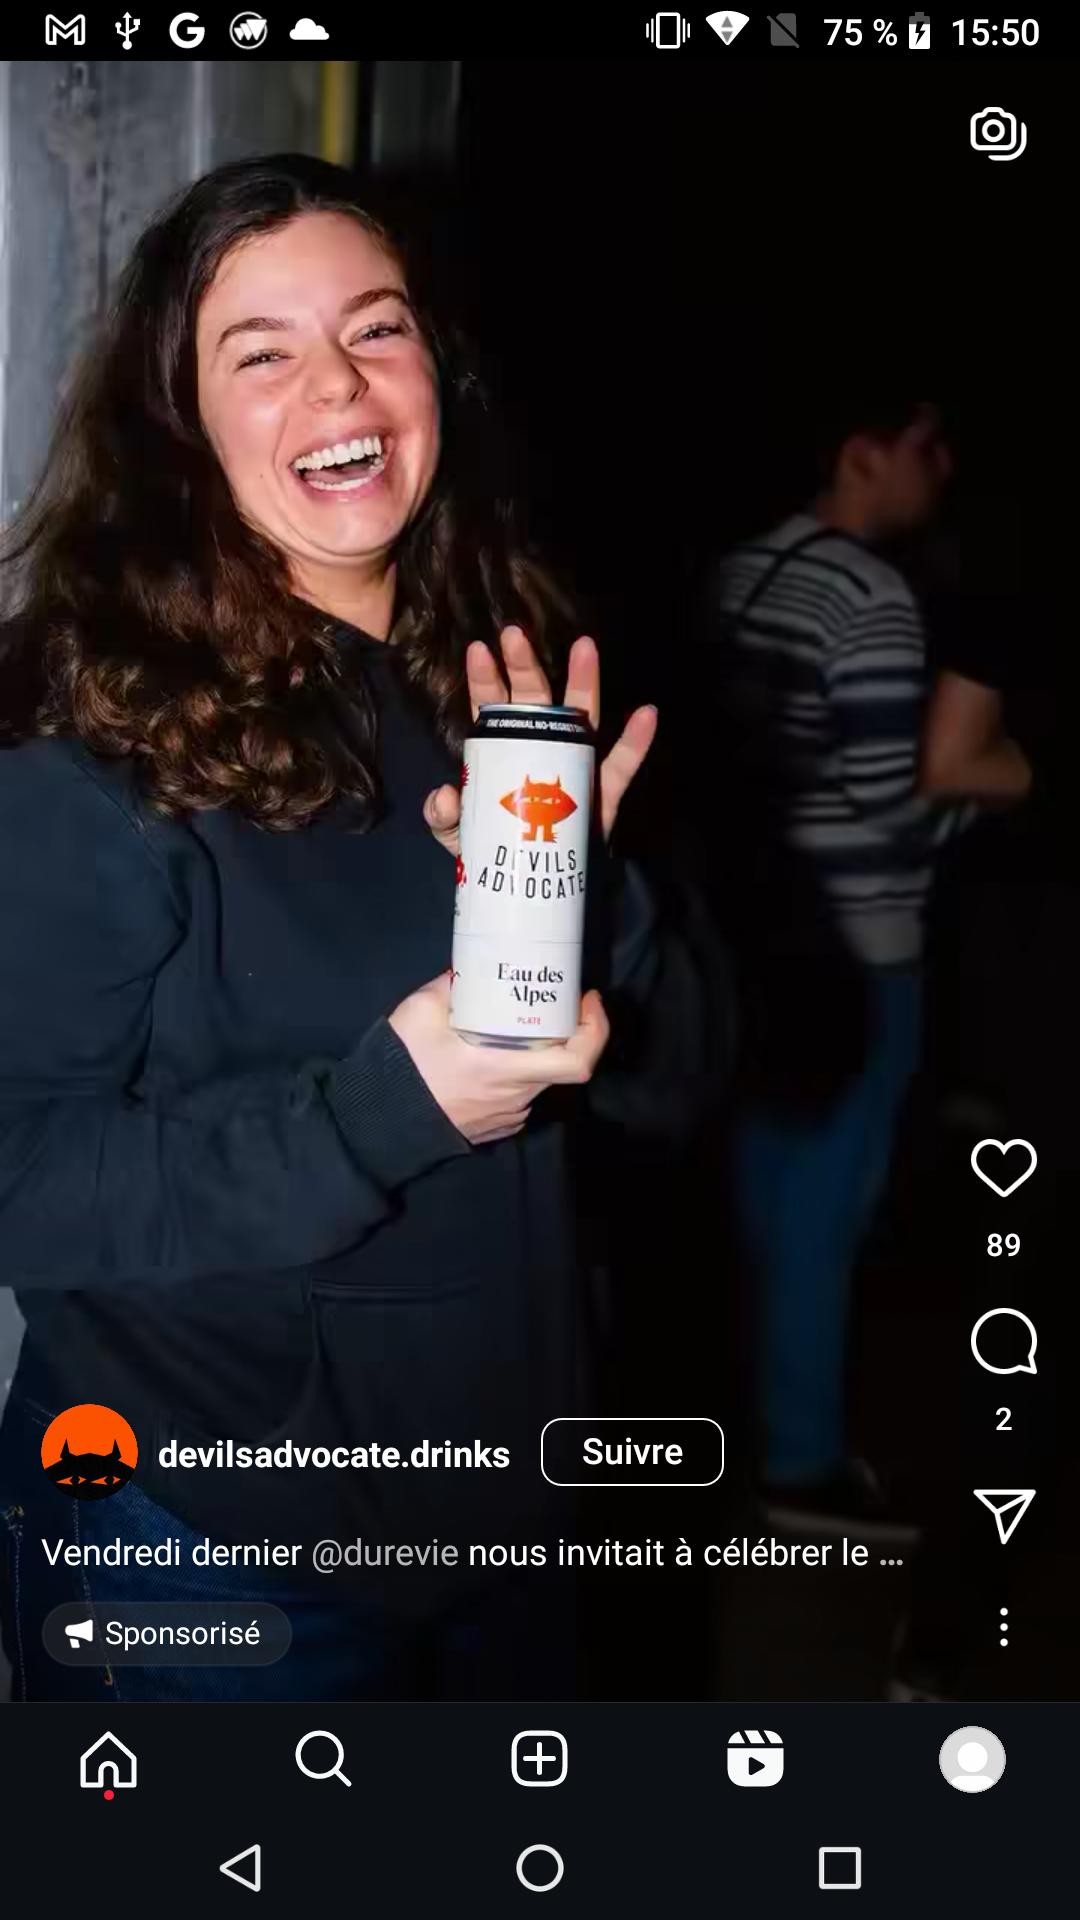 75 % 15:50
THE ORIGINAL NO-REGRET
DEVILS
ADVOCATE
Eau des
Alpes
PLATE
89
2
devilsadvocate.drinks Suivre
Vendredi dernier @durevie nous invitait à célébrer le ...
Sponsorisé